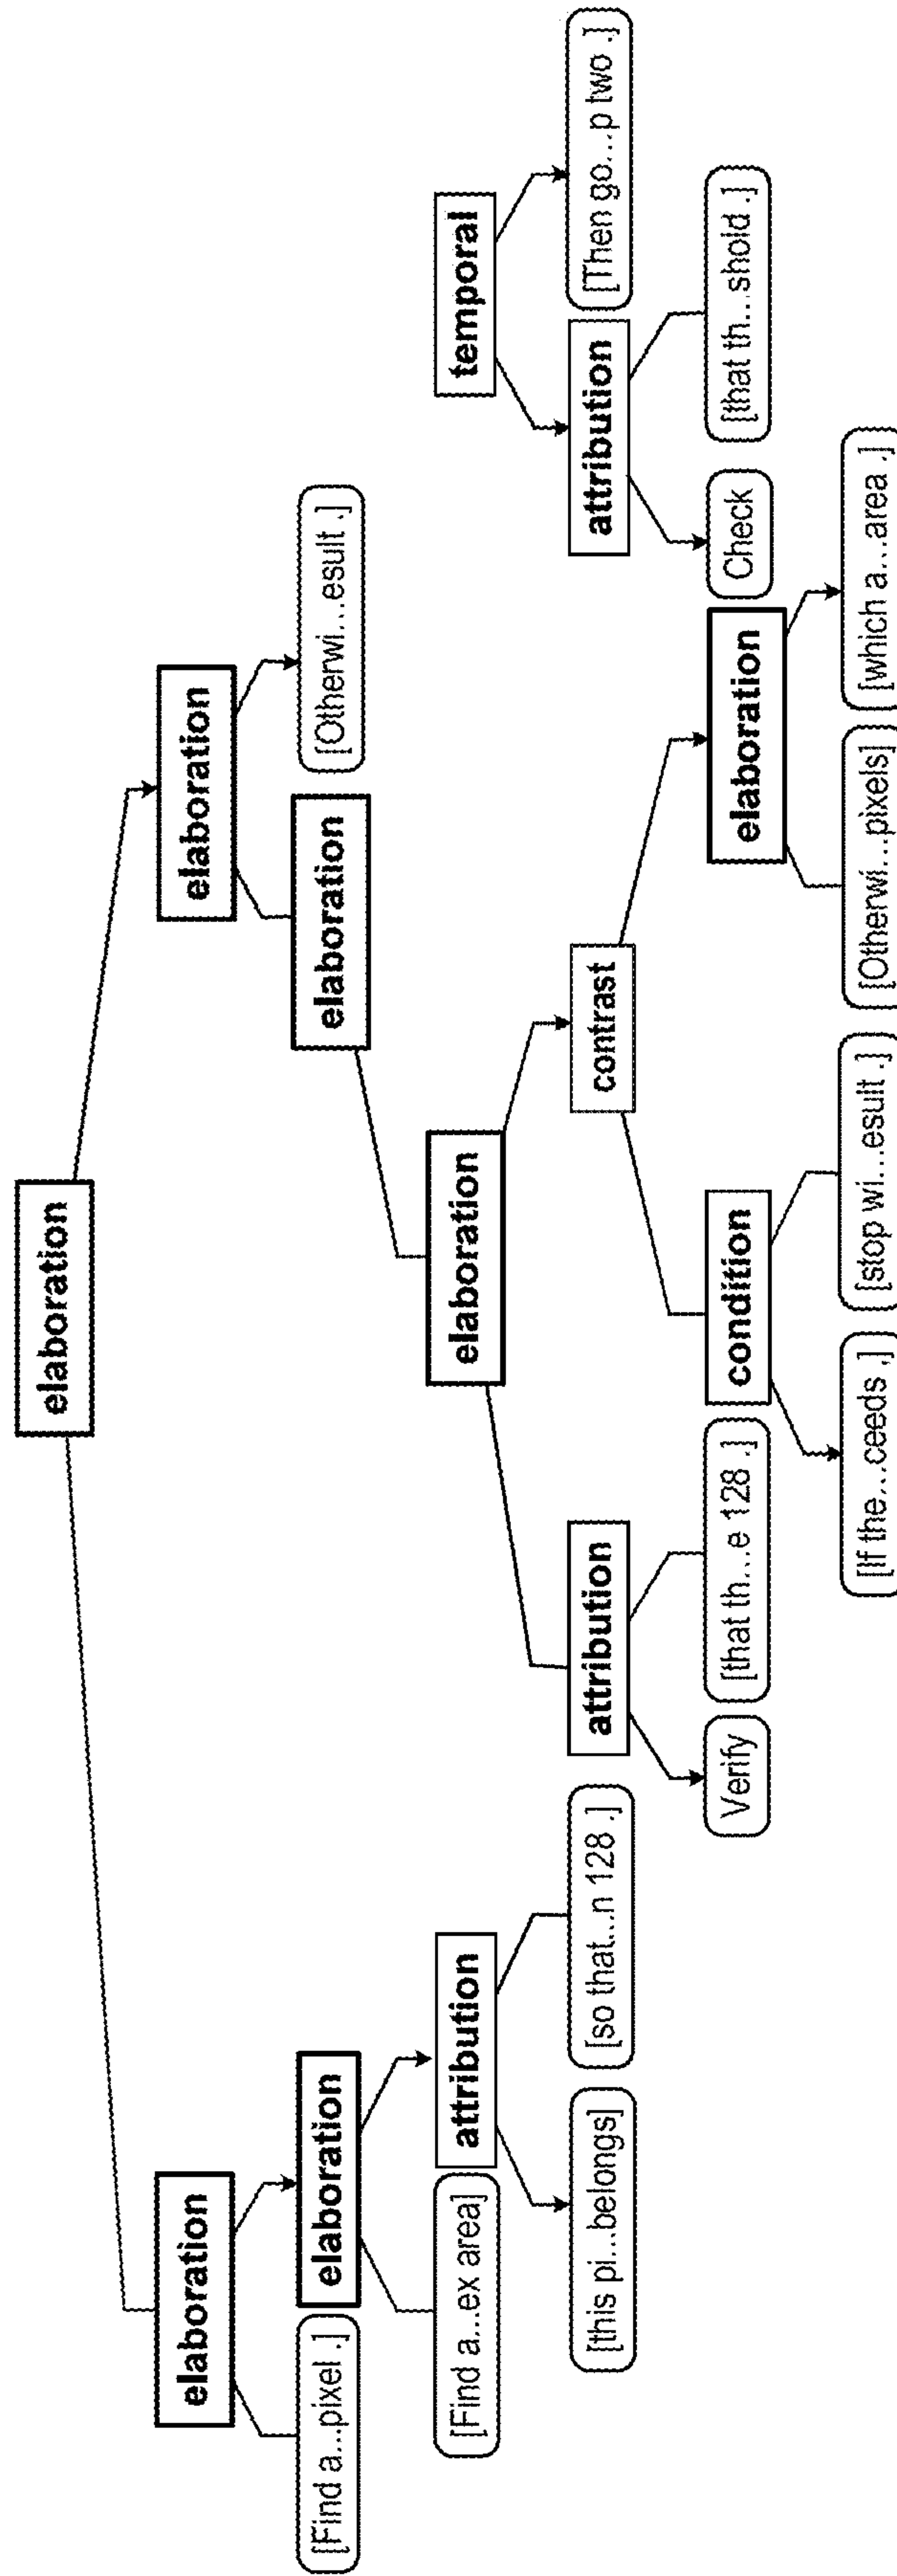 elaboration
elaboration
elaboration
[Find a...pixel .]
elaboration
elaboration
[Otherwi...esult .]
[Find a...ex area]
attribution
elaboration
temporal
[this pi...belongs]
[so that...n 128 .]
attribution
contrast
attribution
[Then go...p two .]
Verify
[that th...e 128 .]
condition
elaboration
Check
[that th...shold .]
[If the...ceeds ,]
[stop wi...esult .]
[Otherwi...pixels]
[which a...area .]